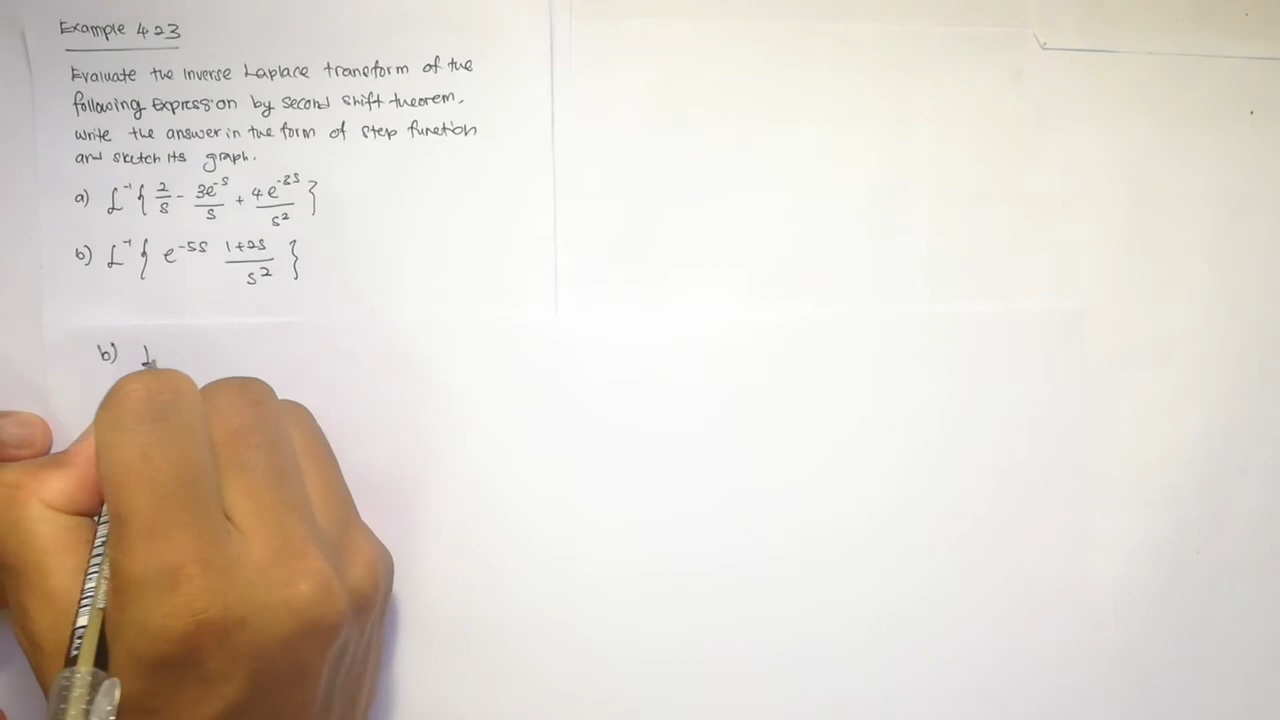 Example 4.23
Evaluate the inverse Laplace transform of the
following expression by second shift theorem.
write the answer in the form of step function
and sketch its graph.
a) ℒ⁻¹ { 2/s - 3e⁻ˢ/s + 4e⁻³ˢ/s² }
b) ℒ⁻¹ { e⁻⁵ˢ (1+2s)/s² }
b)